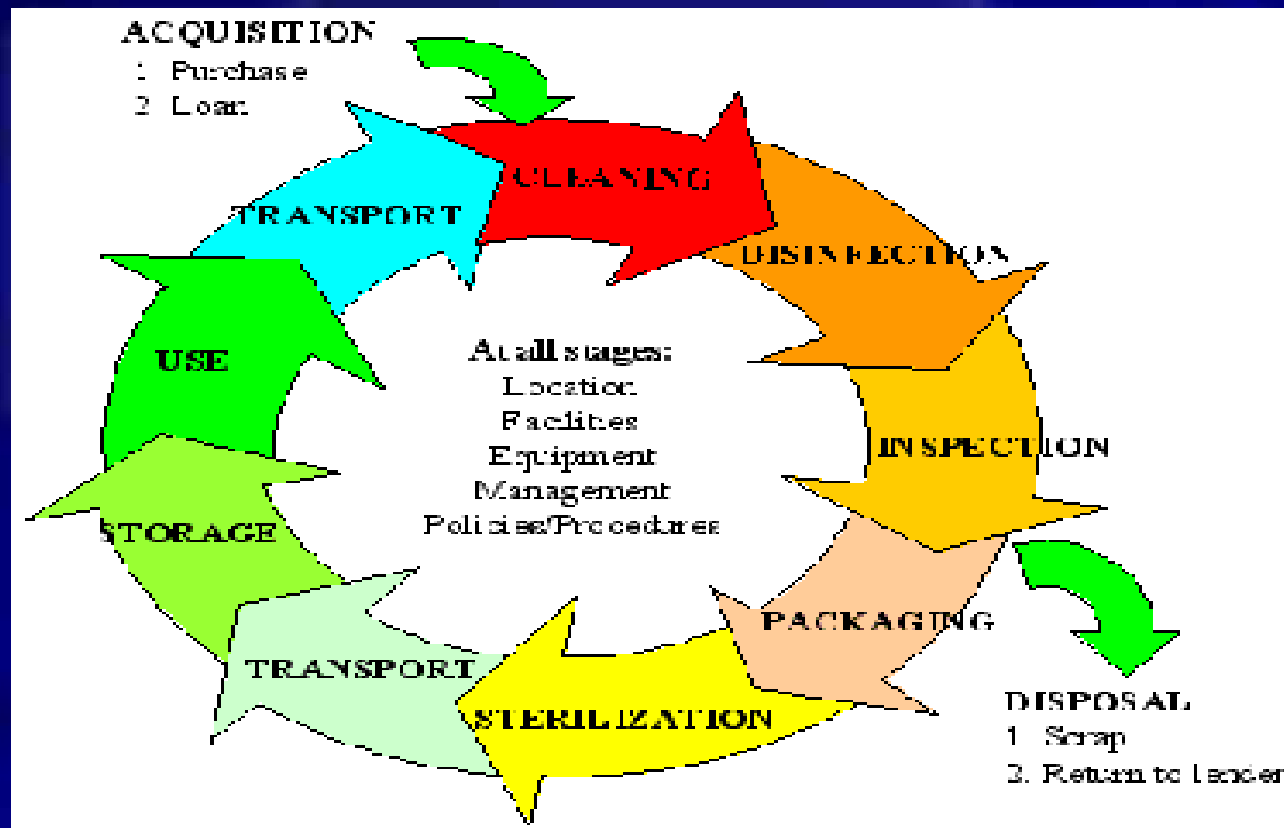 ACQUISITION
1. Purchase
2. Loan
CLEANING
TRANSPORT
DISINFECTION
At all stages:
Location
Facilities
Equipment
Management
Policies/Procedures
USE
INSPECTION
STORAGE
PACKAGING
TRANSPORT
STERILIZATION
DISPOSAL
1. Scrap
2. Return to lender